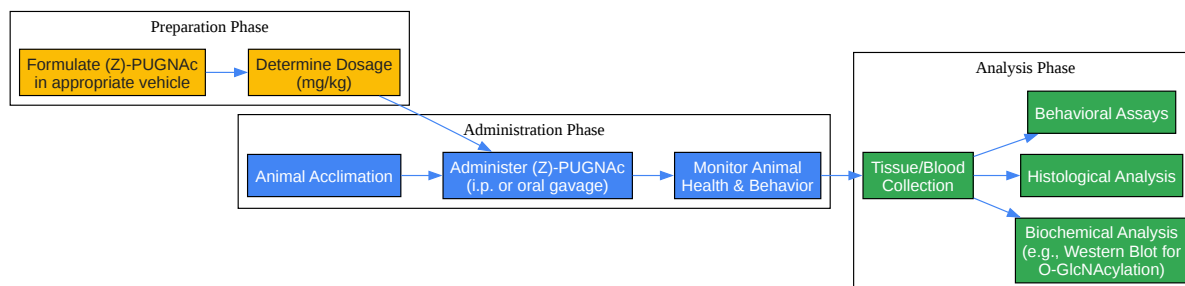 Preparation Phase
Formulate (Z)-PUGNAc
in appropriate vehicle
Determine Dosage
(mg/kg)
Administration Phase
Animal Acclimation
Administer (Z)-PUGNAc
(i.p. or oral gavage)
Monitor Animal
Health & Behavior
Analysis Phase
Tissue/Blood
Collection
Behavioral Assays
Histological Analysis
Biochemical Analysis
(e.g., Western Blot for
O-GlcNAcylation)